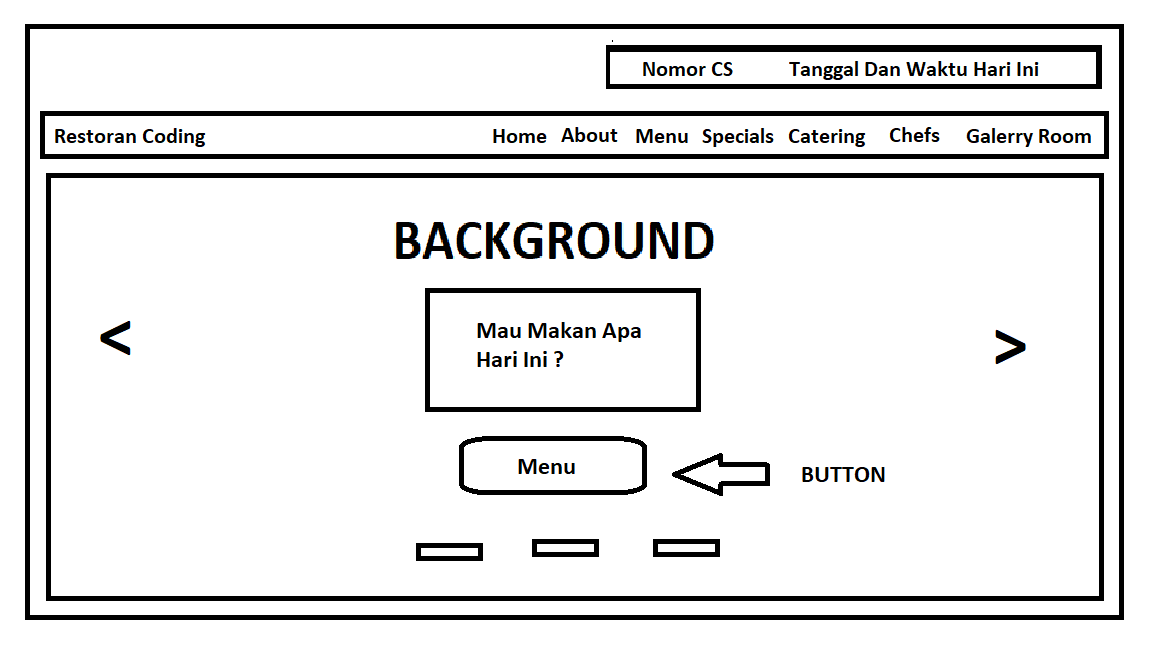 Nomor CS Tanggal Dan Waktu Hari Ini
Restoran Coding Home About Menu Specials Catering Chefs Galerry Room
BACKGROUND
< >
Mau Makan Apa
Hari Ini ?
Menu
BUTTON